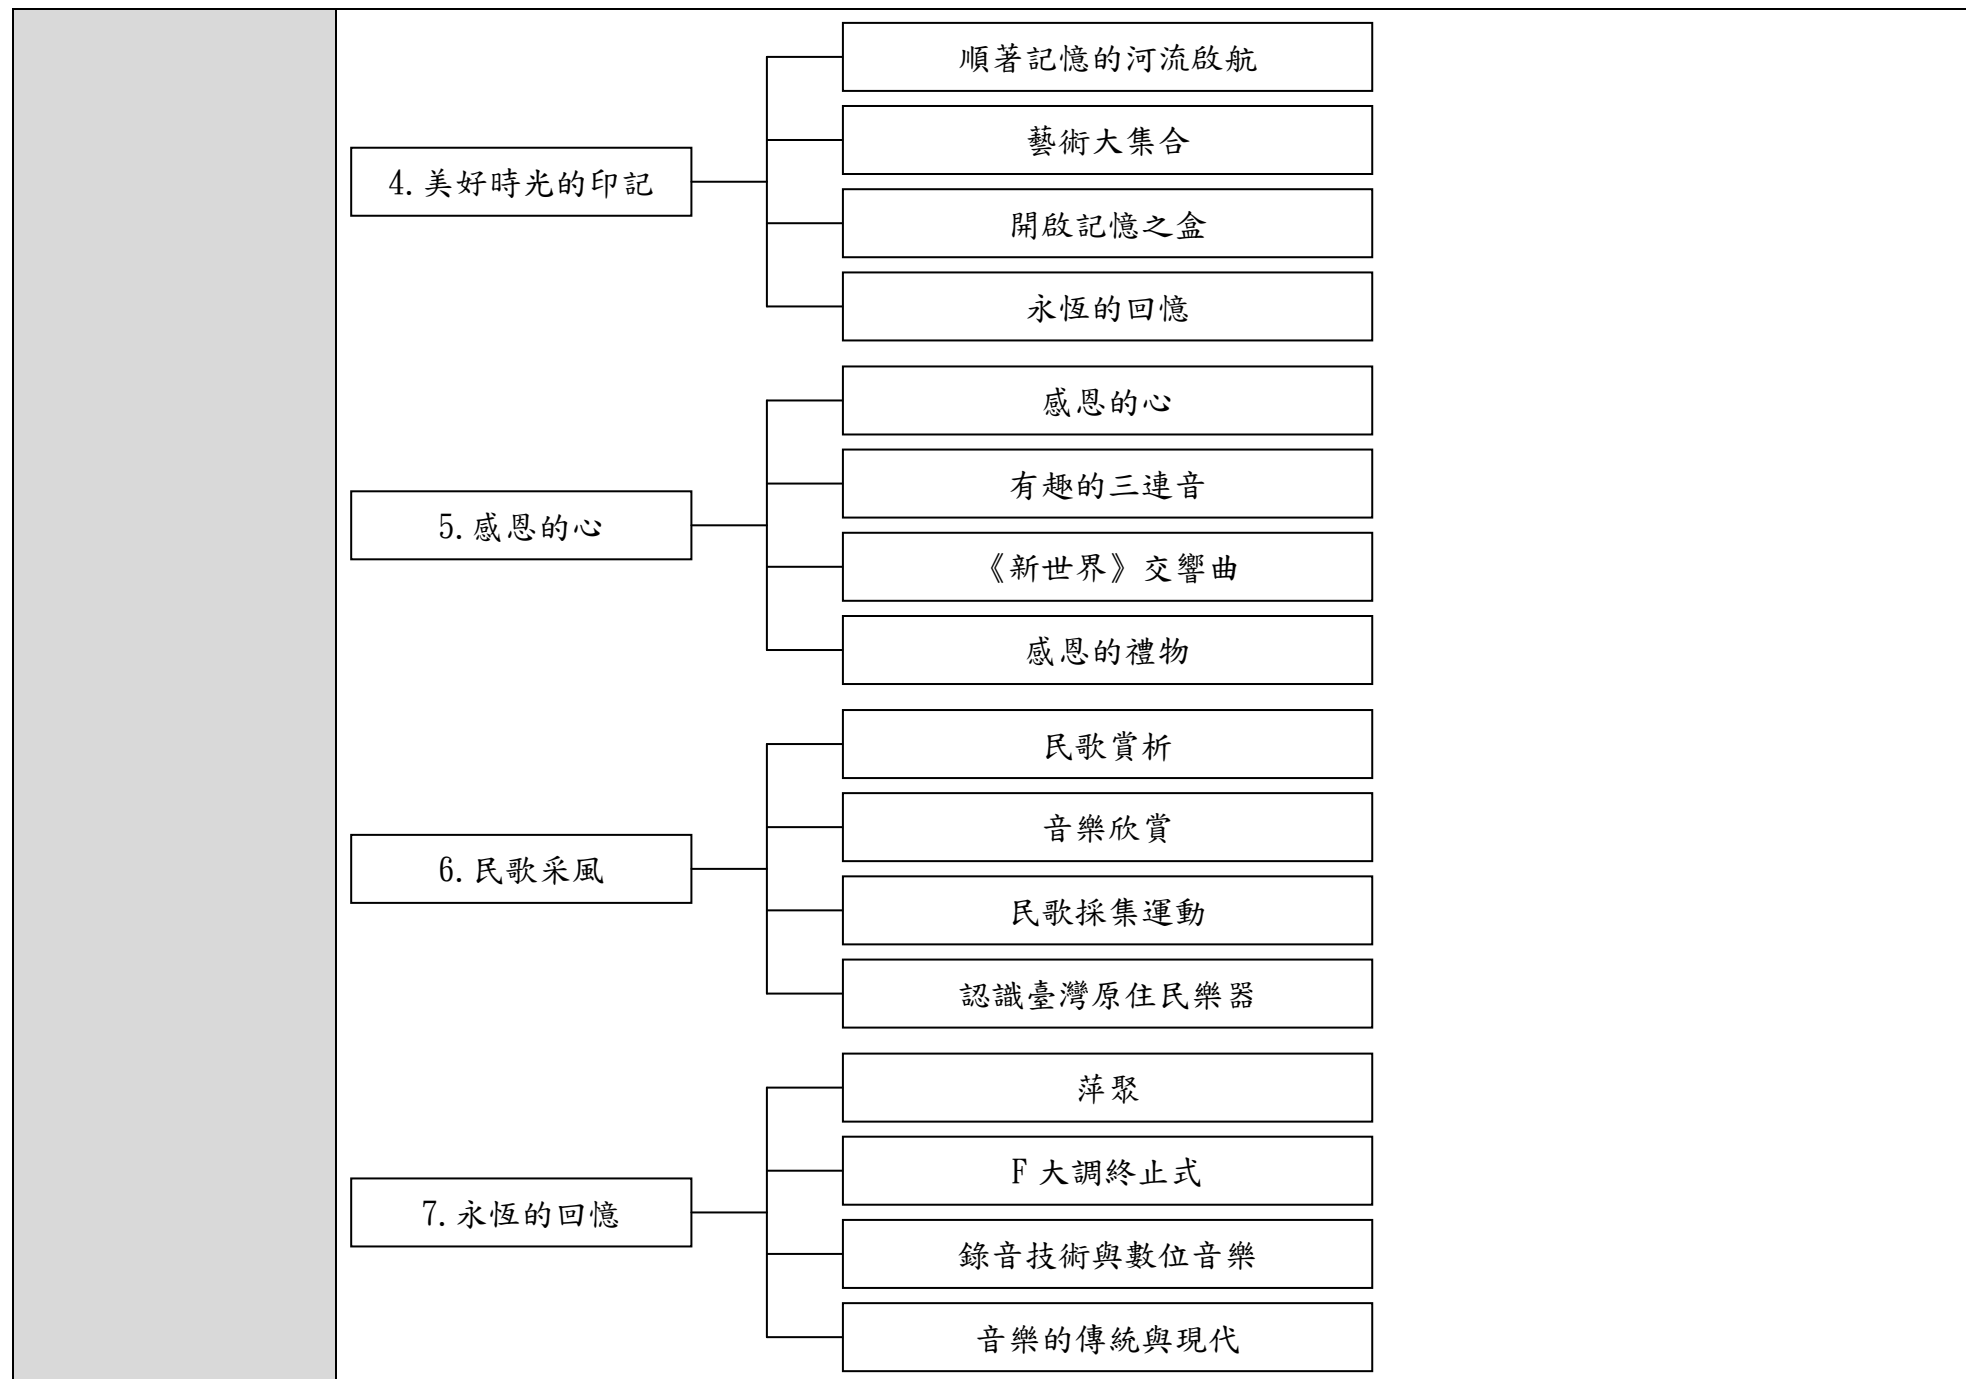 4.美好時光的印記
順著記憶的河流啟航
藝術大集合
開啟記憶之盒
永恆的回憶
5.感恩的心
感恩的心
有趣的三連音
《新世界》交響曲
感恩的禮物
6.民歌采風
民歌賞析
音樂欣賞
民歌採集運動
認識臺灣原住民樂器
7.永恆的回憶
萍聚
F 大調終止式
錄音技術與數位音樂
音樂的傳統與現代